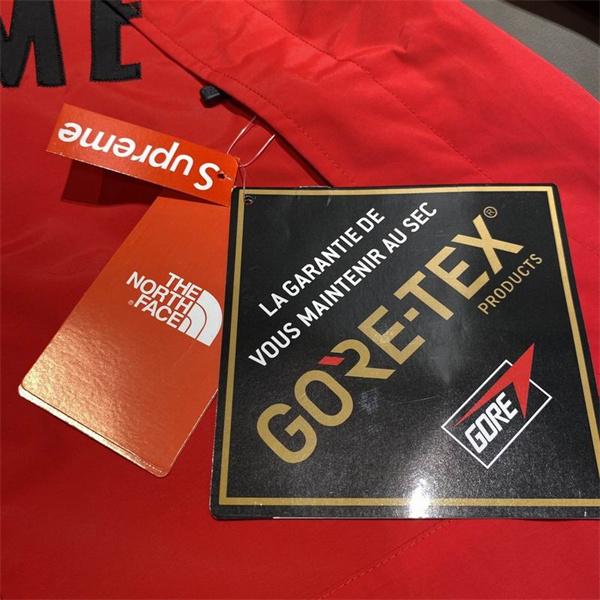 ME
Supreme
THE
NORTH
FACE
LA GARANTIE DE
VOUS MAINTENIR AU SEC
GORE-TEX®
PRODUCTS
GORE